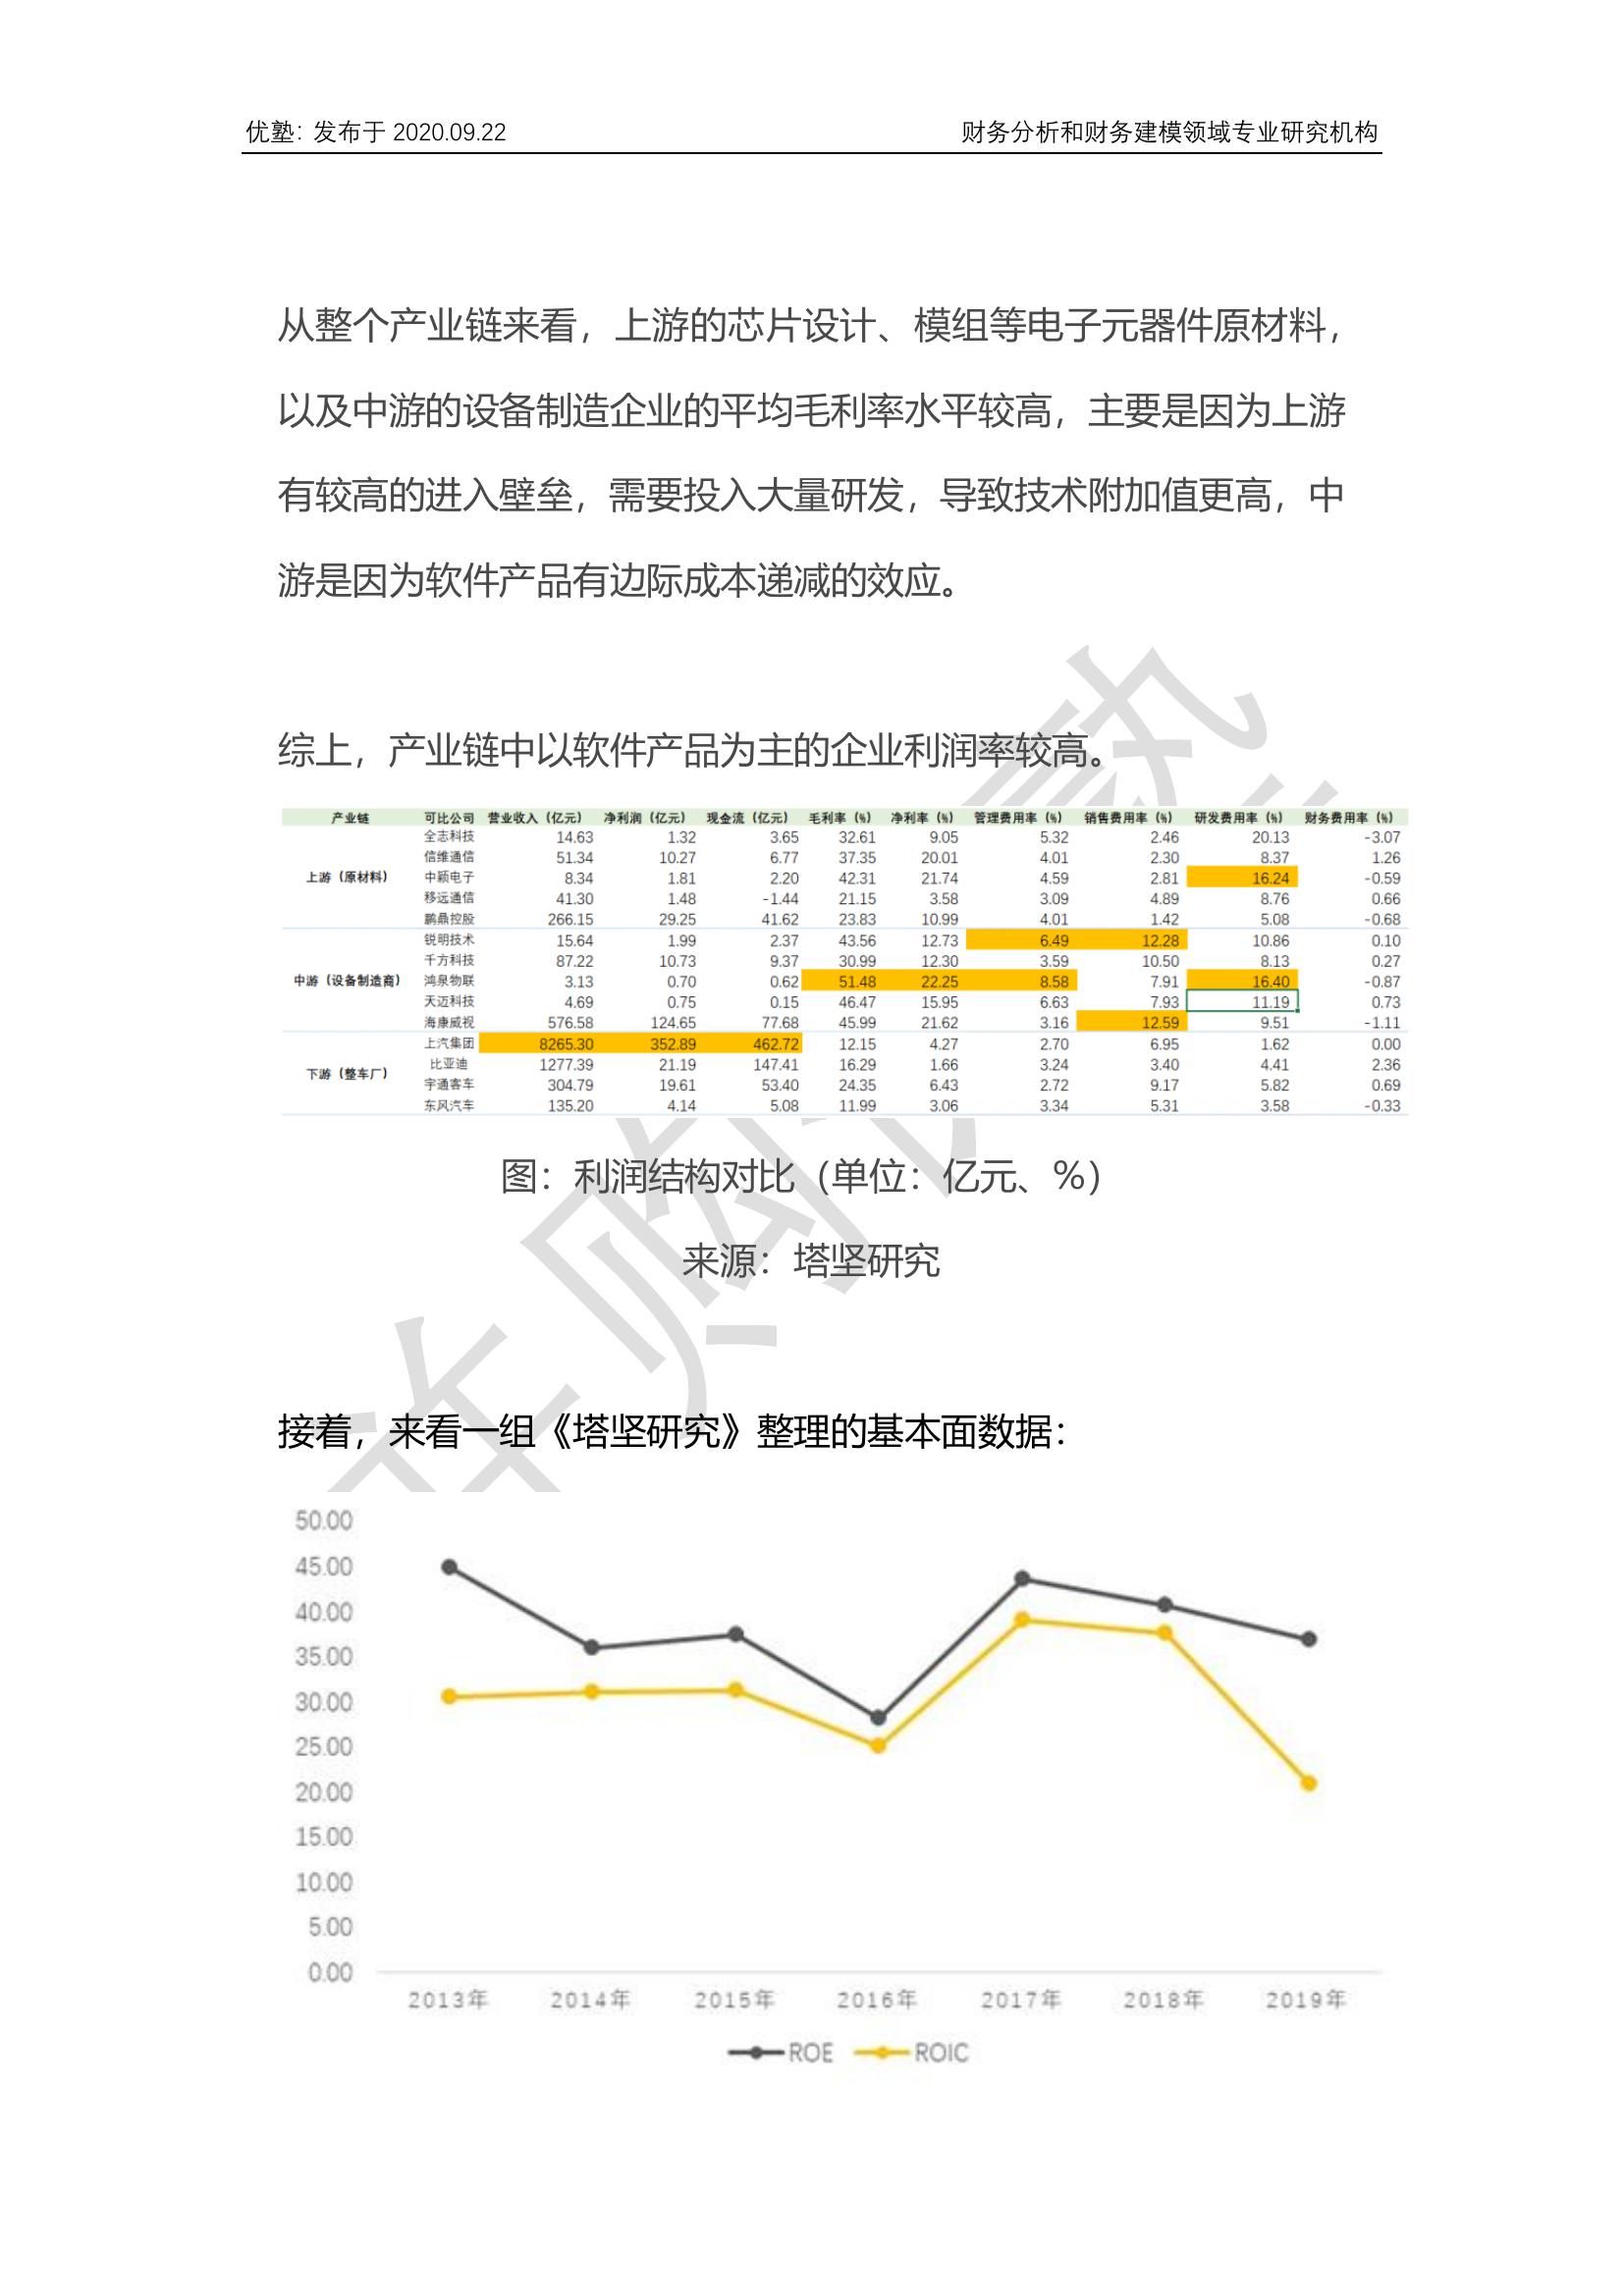 优塾：发布于 2020.09.22 财务分析和财务建模领域专业研究机构
从整个产业链来看，上游的芯片设计、模组等电子元器件原材料，
以及中游的设备制造企业的平均毛利率水平较高，主要是因为上游
有较高的进入壁垒，需要投入大量研发，导致技术附加值更高，中
游是因为软件产品有边际成本递减的效应。
综上，产业链中以软件产品为主的企业利润率较高。
产业链 可比公司 营业收入（亿元） 净利润（亿元） 现金流（亿元） 毛利率（%） 净利率（%） 管理费用率（%） 销售费用率（%） 研发费用率（%） 财务费用率（%）
全志科技 14.63 1.32 3.65 32.61 9.05 5.32 2.46 20.13 -3.07
信维通信 51.34 10.27 6.77 37.35 20.01 4.01 2.30 8.37 1.26
上游（原材料） 中颖电子 8.34 1.81 2.20 42.31 21.74 4.59 2.81 16.24 -0.59
移远通信 41.30 1.48 -1.44 21.15 3.58 3.09 4.89 8.76 0.66
鹏鼎控股 266.15 29.25 41.62 23.83 10.99 4.01 1.42 5.08 -0.68
锐明技术 15.64 1.99 2.37 43.56 12.73 6.49 12.28 10.86 0.10
千方科技 87.22 10.73 9.37 30.99 12.30 3.59 10.50 8.13 0.27
中游（设备制造商） 鸿泉物联 3.13 0.70 0.62 51.48 22.25 8.58 7.91 16.40 -0.87
天迈科技 4.69 0.75 0.15 46.47 15.95 6.63 7.93 11.19 0.73
海康威视 576.58 124.65 77.68 45.99 21.62 3.16 12.59 9.51 -1.11
上汽集团 8265.30 352.89 462.72 12.15 4.27 2.70 6.95 1.62 0.00
比亚迪 1277.39 21.19 147.41 16.29 1.66 3.24 3.40 4.41 2.36
下游（整车厂） 宇通客车 304.79 19.61 53.40 24.35 6.43 2.72 9.17 5.82 0.69
东风汽车 135.20 4.14 5.08 11.99 3.06 3.34 5.31 3.58 -0.33
图：利润结构对比（单位：亿元、%）
来源：塔坚研究
接着，来看一组《塔坚研究》整理的基本面数据：
50.00
45.00
40.00
35.00
30.00
25.00
20.00
15.00
10.00
5.00
0.00
2013年 2014年 2015年 2016年 2017年 2018年 2019年
ROE ROIC